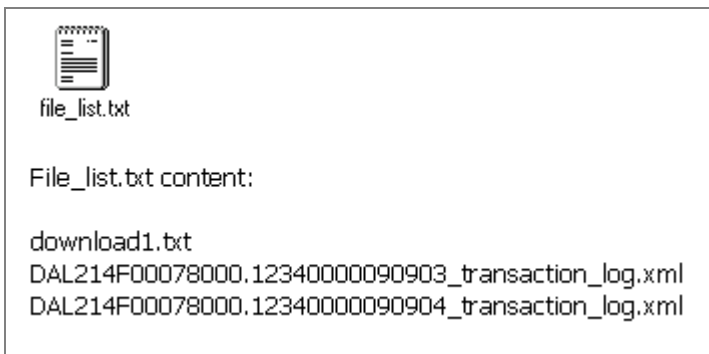 file_list.txt
File_list.txt content:
download1.txt
DAL214F00078000.12340000090903_transaction_log.xml
DAL214F00078000.12340000090904_transaction_log.xml